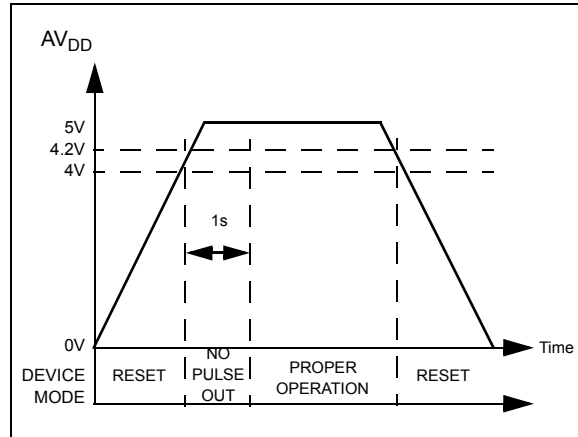 AVDD
5V
4.2V
4V
1s
0V
Time
DEVICE
MODE
RESET
NO
PULSE
OUT
PROPER
OPERATION
RESET